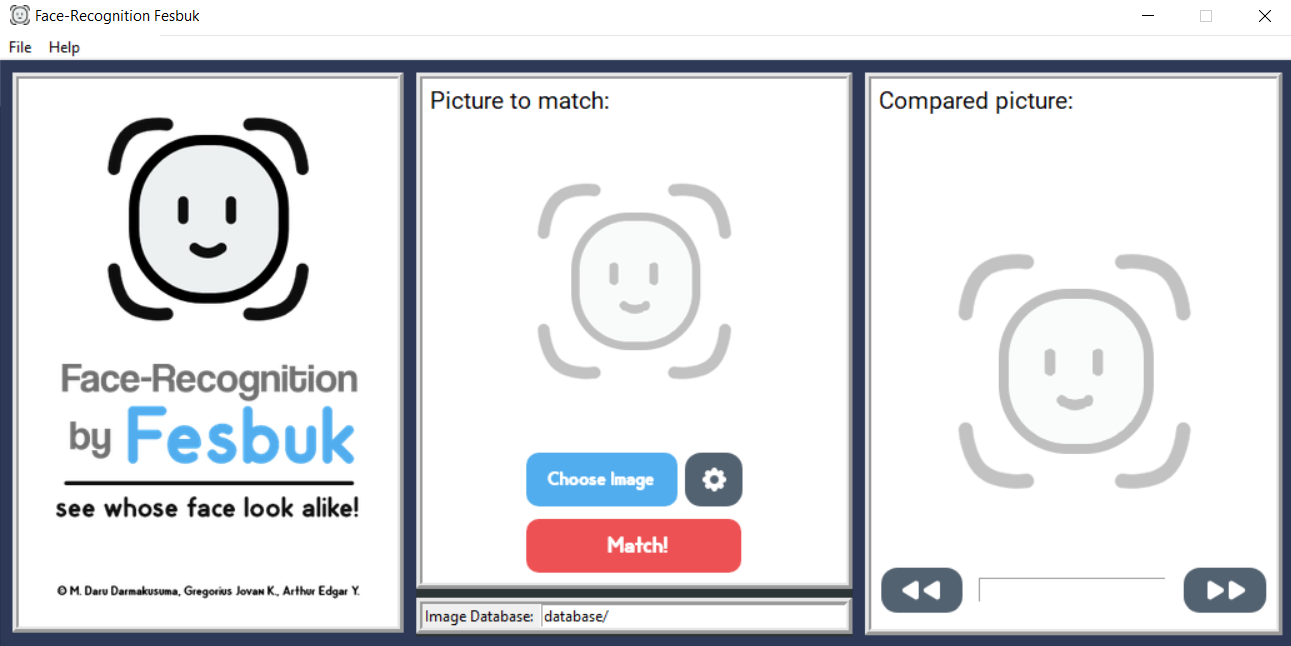 Face-Recognition Fesbuk
File Help
Face-Recognition
by Fesbuk
see whose face look alike!
© M. Daru Darmakusuma, Gregorius Jovan K., Arthur Edgar Y.
Picture to match:
Choose Image
Match!
Image Database: database/
Compared picture: